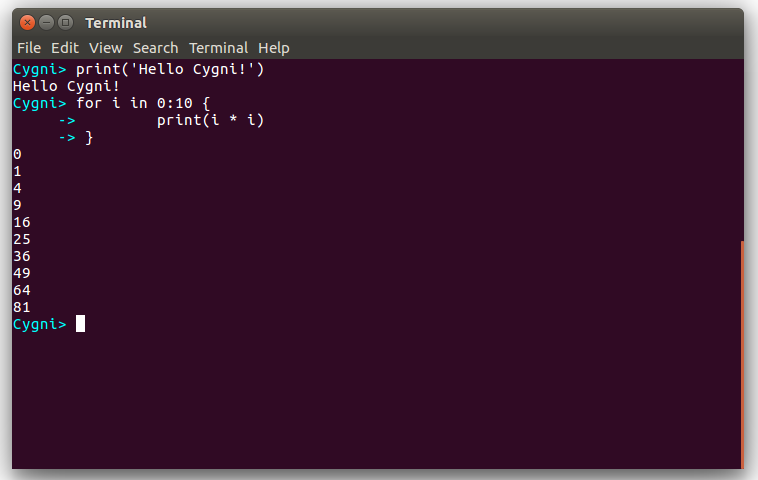 Terminal
File Edit View Search Terminal Help
Cygni> print('Hello Cygni!')
Hello Cygni!
Cygni> for i in 0:10 {
     ->         print(i * i)
     -> }
0
1
4
9
16
25
36
49
64
81
Cygni>